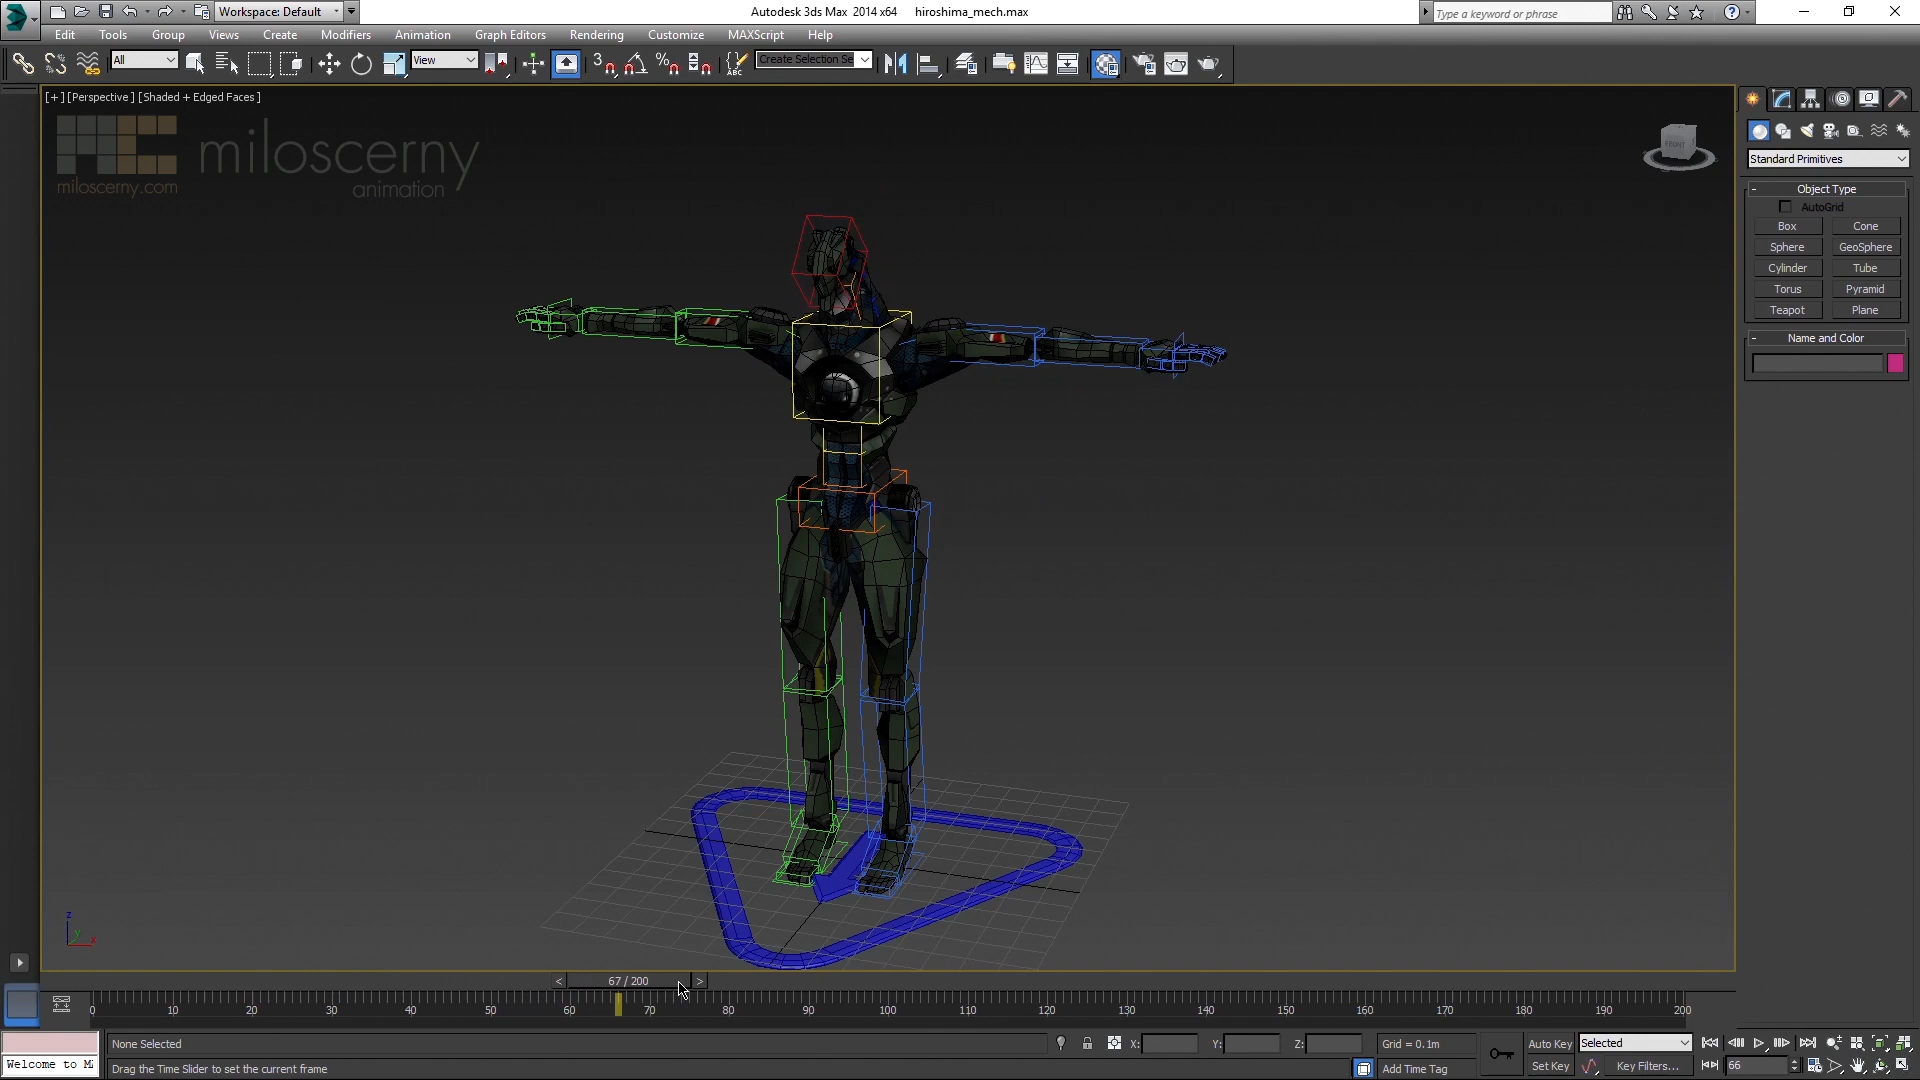 Workspace: Default
Autodesk 3ds Max 2014 x64 hiroshima_mech.max
Type a keyword or phrase
Edit Tools Group Views Create Modifiers Animation Graph Editors Rendering Customize MAXScript Help
All View 3 Create Selection Se
[+] [Perspective] [Shaded + Edged Faces]
miloscerny
animation
miloscerny.com
FRONT
Standard Primitives
- Object Type
AutoGrid
Box Cone
Sphere GeoSphere
Cylinder Tube
Torus Pyramid
Teapot Plane
- Name and Color
z
y
x
< 67 / 200 >
0 10 20 30 40 50 60 70 80 90 100 110 120 130 140 150 160 170 180 190 200
None Selected X: Y: Z: Grid = 0.1m Auto Key Selected
Welcome to M
Drag the Time Slider to set the current frame Add Time Tag Set Key Key Filters... 66